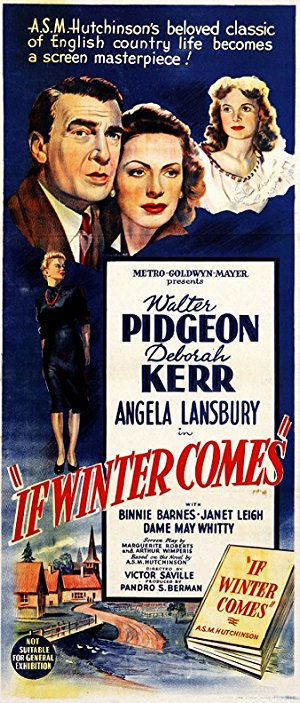 A.S.M. Hutchinson's beloved classic
of English country life becomes
a screen masterpiece!
METRO-GOLDWYN-MAYER
presents
Walter
PIDGEON
Deborah
KERR
ANGELA LANSBURY
in
"IF WINTER COMES"
WITH
BINNIE BARNES · JANET LEIGH
DAME MAY WHITTY
Screen Play by
MARGUERITE ROBERTS
and ARTHUR WIMPERIS
Based on the Novel by
A.S.M. HUTCHINSON
DIRECTED BY
VICTOR SAVILLE
PRODUCED BY
PANDRO S. BERMAN
IF
WINTER
COMES"
A.S.M. HUTCHINSON
NOT
SUITABLE
FOR GENERAL
EXHIBITION